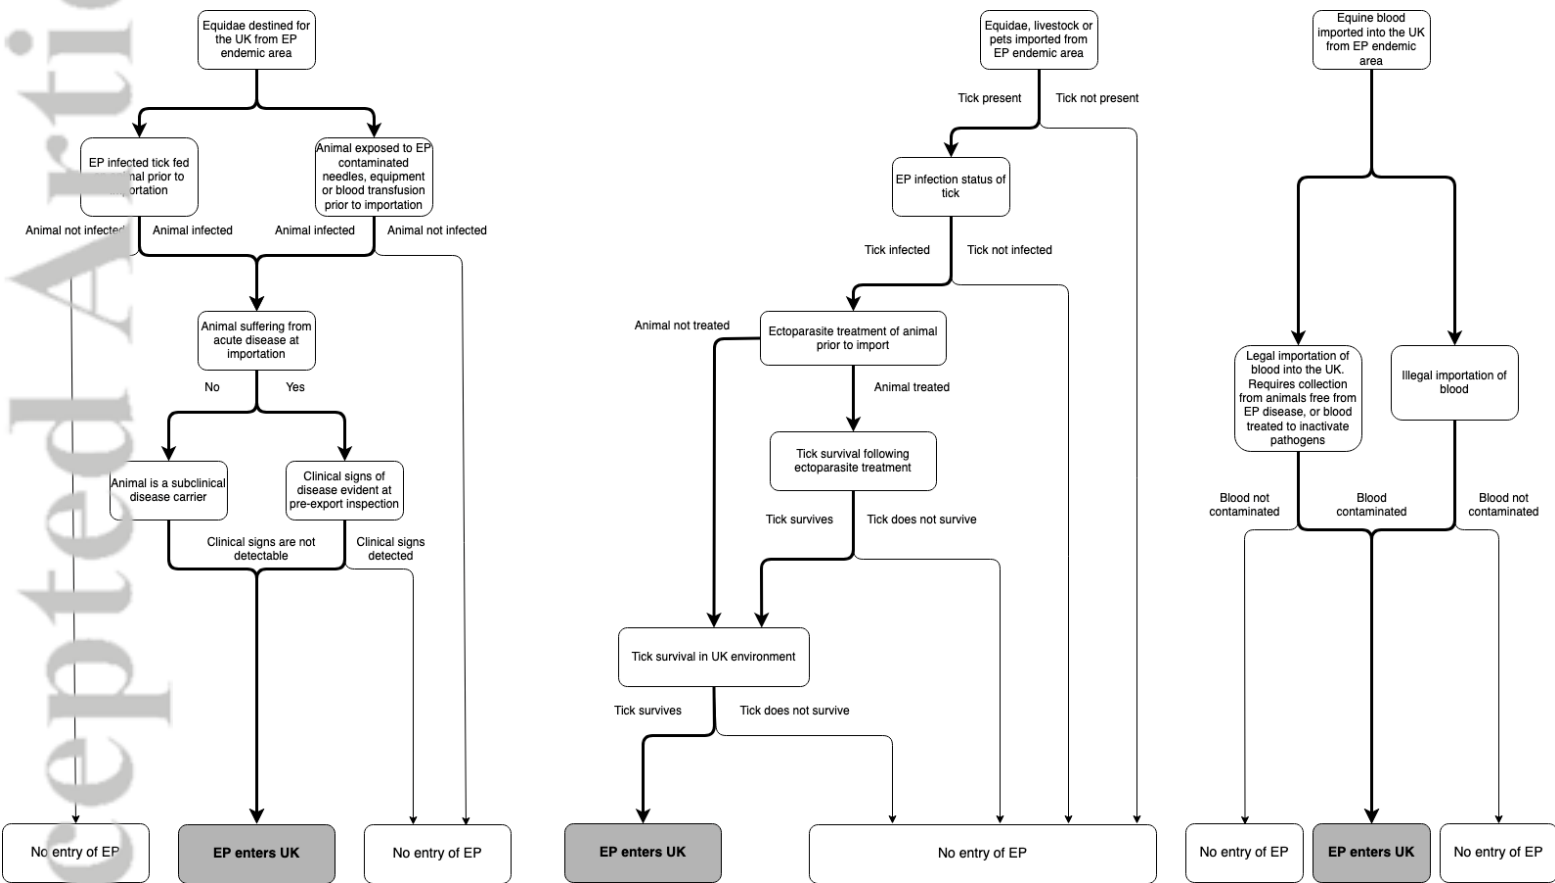 Equidae destined for
the UK from EP
endemic area
EP infected tick fed
prior to
Animal exposed to EP
contaminated
needles, equipment
or blood transfusion
prior to importation
Animal not infected
Animal infected
Animal infected
Animal not infected
Animal suffering from
acute disease at
importation
No
Yes
Animal is a subclinical
disease carrier
Clinical signs of
disease evident at
pre-export inspection
Clinical signs are not
detectable
Clinical signs
detected
No entry of EP
EP enters UK
No entry of EP
Equidae, livestock or
pets imported from
EP endemic area
Tick present
Tick not present
EP infection status of
tick
Tick infected
Tick not infected
Animal not treated
Ectoparasite treatment of animal
prior to import
Animal treated
Tick survival following
ectoparasite treatment
Tick survives
Tick does not survive
Tick survival in UK environment
Tick survives
Tick does not survive
EP enters UK
No entry of EP
Equine blood
imported into the UK
from EP endemic
area
Legal importation of
blood into the UK.
Requires collection
from animals free from
EP disease, or blood
treated to inactivate
pathogens
Illegal importation of
blood
Blood not
contaminated
Blood
contaminated
Blood not
contaminated
No entry of EP
EP enters UK
No entry of EP
cepted Artic